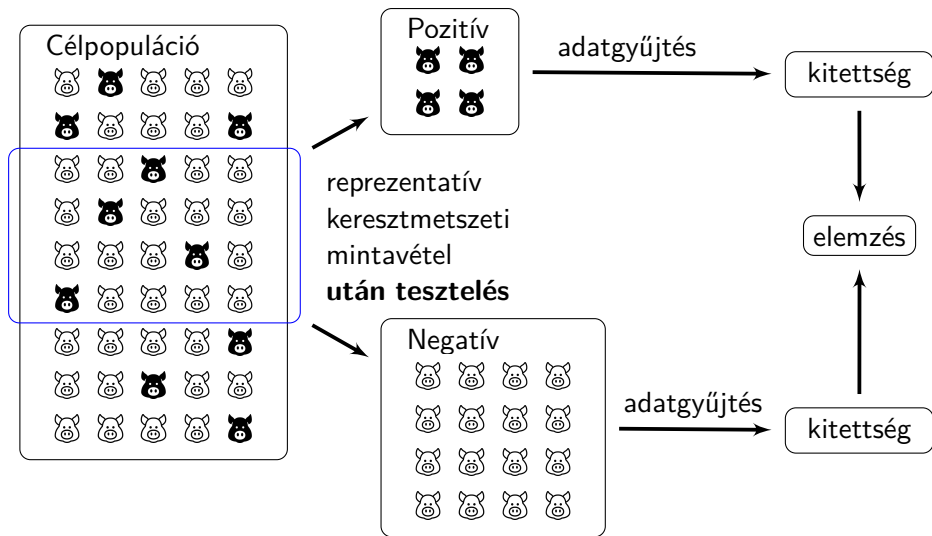 Célpopuláció
Pozitív
adatgyűjtés
kitettség
reprezentatív
keresztmetszeti
mintavétel
után tesztelés
elemzés
Negatív
adatgyűjtés
kitettség